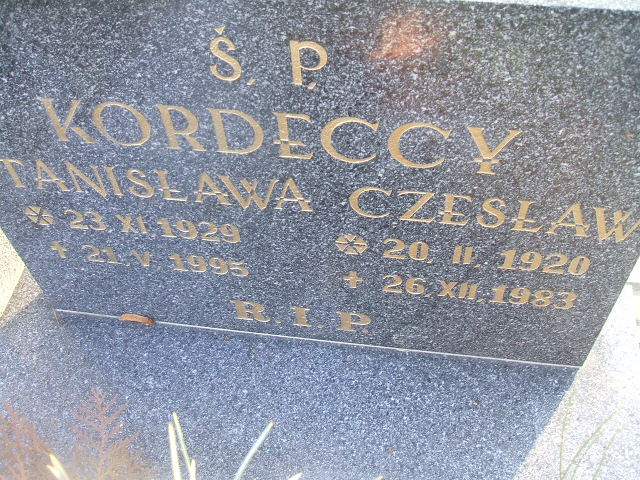 Ś. P.
KORDECCY
TANISŁAWA CZESŁAW
23 XI 1929 20 II. 1920
+ 21. V. 1995 + 26. XII. 1983
R. I. P